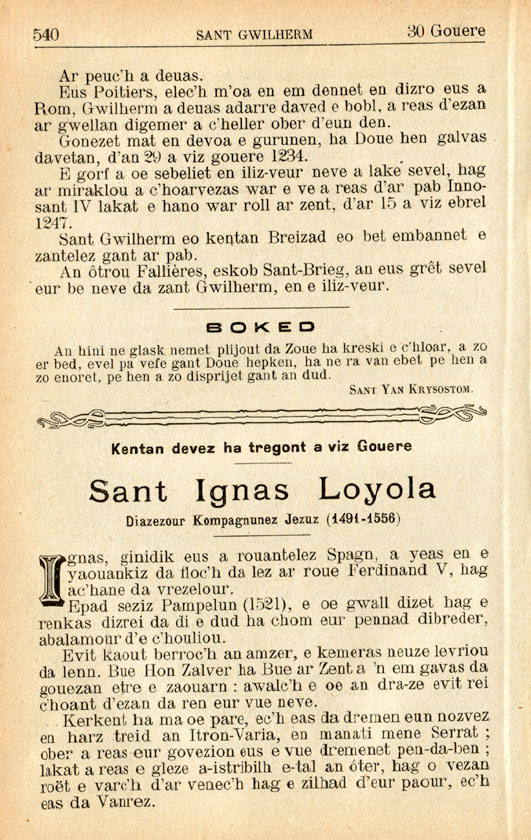 540 SANT GWILHERM 30 Gouere
Ar peuc'h a deuas.
Eus Poitiers, elec'h m'oa en em dennet en dizro eus a
Rom, Gwilherm a deuas adarre daved e bobl, a reas d'ezan
ar gwellan digemer a c'heller ober d'eun den.
Gonezet mat en devoa e gurunen, ha Doue hen galvas
davetan, d'an 29 a viz gouere 1234.
E gorf a oe sebeliet en iliz-veur neve a lake sevel, hag
ar miraklou a c'hoarvezas war e ve a reas d'ar pab Inno-
sant IV lakat e hano war roll ar zent, d'ar 15 a viz ebrel
1247.
Sant Gwilherm eo kentan Breizad eo bet embannet e
zantelez gant ar pab.
An ôtrou Fallières, eskob Sant-Brieg, an eus grêt sevel
eur be neve da zant Gwilherm, en e iliz-veur.
BOKED
An hini ne glask nemet plijout da Zoue ha kreski e c'hloar, a zo
er bed, evel pa vefe gant Doue hepken, ha ne ra van ebet pe hen a
zo enoret, pe hen a zo disprijet gant an dud.
SANT YAN KRYSOSTOM.
Kentan devez ha tregont a viz Gouere
Sant Ignas Loyola
Diazezour Kompagnunez Jezuz (1491-1556)
Ignas, ginidik eus a rouantelez Spagn, a yeas en e
yaouankiz da floc'h da lez ar roue Ferdinand V, hag
ac'hane da vrezelour.
Epad seziz Pampelun (1521), e oe gwall dizet hag e
renkas dizrei da di e dud ha chom eur pennad dibreder,
abalamour d'e c'houliou.
Evit kaout berroc'h an amzer, e kemeras neuze levriou
da lenn. Bue Hon Zalver ha Bue ar Zent a 'n em gavas da
gouezan etre e zaouarn : awalc'h e oe an dra-ze evit rei
c'hoant d'ezan da ren eur vue neve.
Kerkent ha ma oe pare, ec'h eas da dremen eun nozvez
en harz treid an Itron-Varia, en manati mene Serrat ;
ober a reas eur govezion eus e vue dremenet pen-da-ben ;
lakat a reas e gleze a-istribilh e-tal an ôter, hag o vezan
roët e varc'h d'ar venec'h hag e zilhad d'eur paour, ec'h
eas da Vanrez.